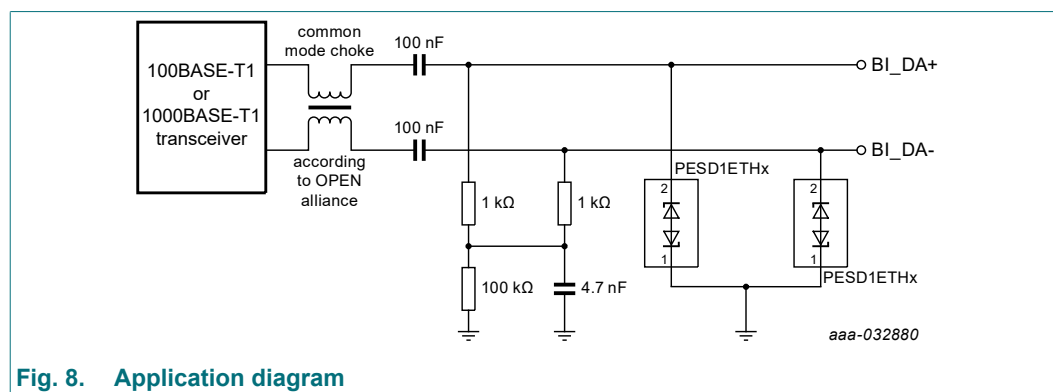 100BASE-T1
or
1000BASE-T1
transceiver
common
mode choke
according
to OPEN
alliance
100 nF
100 nF
BI_DA+
BI_DA-
1 kΩ
1 kΩ
100 kΩ
4.7 nF
PESD1ETHx
2
1
2
1
PESD1ETHx
aaa-032880
Fig. 8. Application diagram